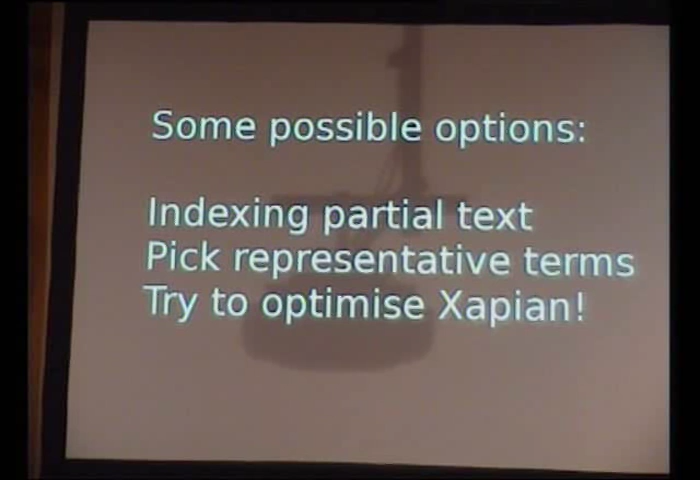 Some possible options:
Indexing partial text
Pick representative terms
Try to optimise Xapian!